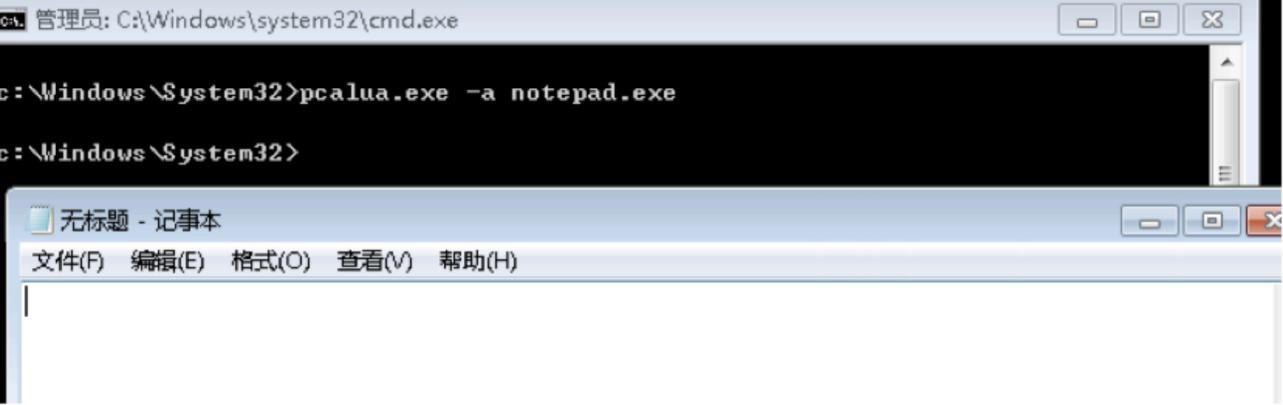 管理员: C:\Windows\system32\cmd.exe
c:\Windows\System32>pcalua.exe -a notepad.exe
c:\Windows\System32>
无标题 - 记事本
文件(F) 编辑(E) 格式(O) 查看(V) 帮助(H)